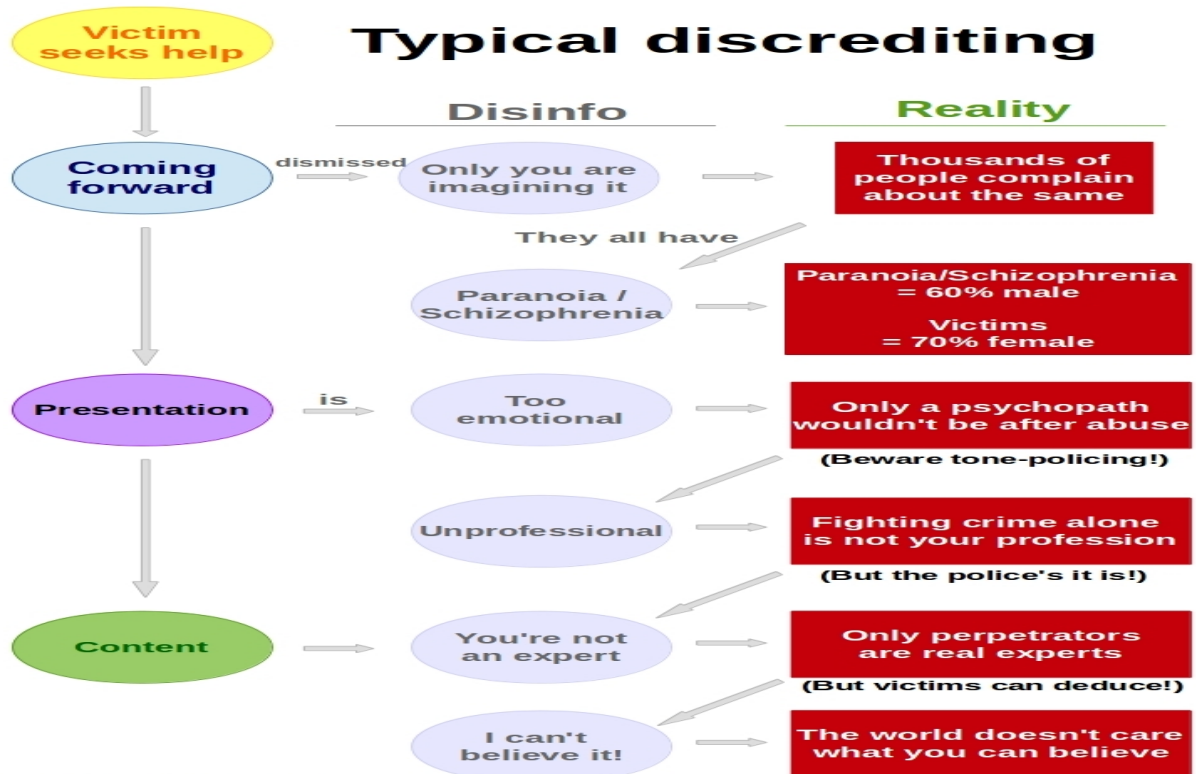 Victim
seeks help
Typical discrediting
Disinfo
Reality
Coming
forward
dismissed
Only you are
imagining it
Thousands of
people complain
about the same
They all have
Paranoia /
Schizophrenia
Paranoia/Schizophrenia
= 60% male
Victims
= 70% female
Presentation
is
Too
emotional
Only a psychopath
wouldn't be after abuse
(Beware tone-policing!)
Unprofessional
Fighting crime alone
is not your profession
(But the police's it is!)
Content
You're not
an expert
Only perpetrators
are real experts
(But victims can deduce!)
I can't
believe it!
The world doesn't care
what you can believe